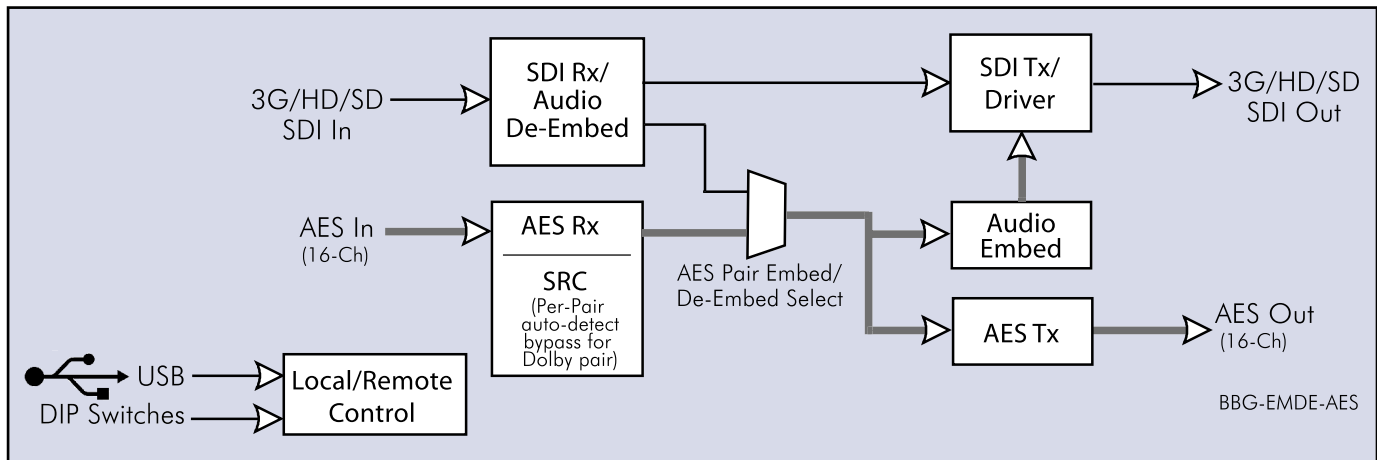 3G/HD/SD
SDI In
SDI Rx/
Audio
De-Embed
SDI Tx/
Driver
3G/HD/SD
SDI Out
AES In
(16-Ch)
AES Rx
SRC
(Per-Pair
auto-detect
bypass for
Dolby pair)
AES Pair Embed/
De-Embed Select
Audio
Embed
AES Tx
AES Out
(16-Ch)
USB
DIP Switches
Local/Remote
Control
BBG-EMDE-AES